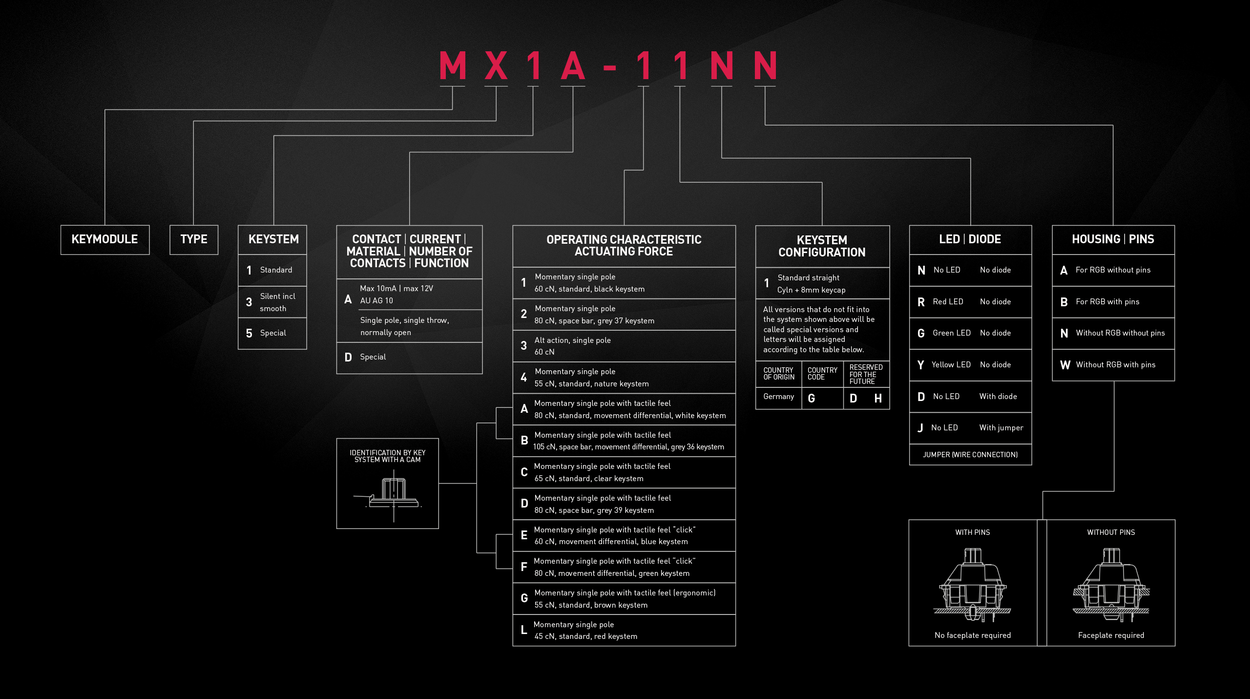 MX1A-11NN
KEYMODULE
TYPE
KEYSTEM
1 Standard
3 Silent incl
smooth
5 Special
CONTACT | CURRENT |
MATERIAL | NUMBER OF
CONTACTS | FUNCTION
A Max 10mA | max 12V
AU AG 10
Single pole, single throw,
normally open
D Special
OPERATING CHARACTERISTIC
ACTUATING FORCE
1 Momentary single pole
60 cN, standard, black keystem
2 Momentary single pole
80 cN, space bar, grey 37 keystem
3 Alt action, single pole
60 cN
4 Momentary single pole
55 cN, standard, nature keystem
A Momentary single pole with tactile feel
80 cN, standard, movement differential, white keystem
B Momentary single pole with tactile feel
105 cN, space bar, movement differential, grey 36 keystem
C Momentary single pole with tactile feel
65 cN, standard, clear keystem
D Momentary single pole with tactile feel
80 cN, space bar, grey 39 keystem
E Momentary single pole with tactile feel "click"
60 cN, movement differential, blue keystem
F Momentary single pole with tactile feel "click"
80 cN, movement differential, green keystem
G Momentary single pole with tactile feel (ergonomic)
55 cN, standard, brown keystem
L Momentary single pole
45 cN, standard, red keystem
IDENTIFICATION BY KEY
SYSTEM WITH A CAM
KEYSTEM
CONFIGURATION
1 Standard straight
Cyln + 8mm keycap
All versions that do not fit into
the system shown above will be
called special versions and
letters will be assigned
according to the table below.
COUNTRY
OF ORIGIN
COUNTRY
CODE
RESERVED
FOR THE
FUTURE
Germany G D H
LED | DIODE
N No LED No diode
R Red LED No diode
G Green LED No diode
Y Yellow LED No diode
D No LED With diode
J No LED With jumper
JUMPER (WIRE CONNECTION)
HOUSING | PINS
A For RGB without pins
B For RGB with pins
N Without RGB without pins
W Without RGB with pins
WITH PINS
No faceplate required
WITHOUT PINS
Faceplate required